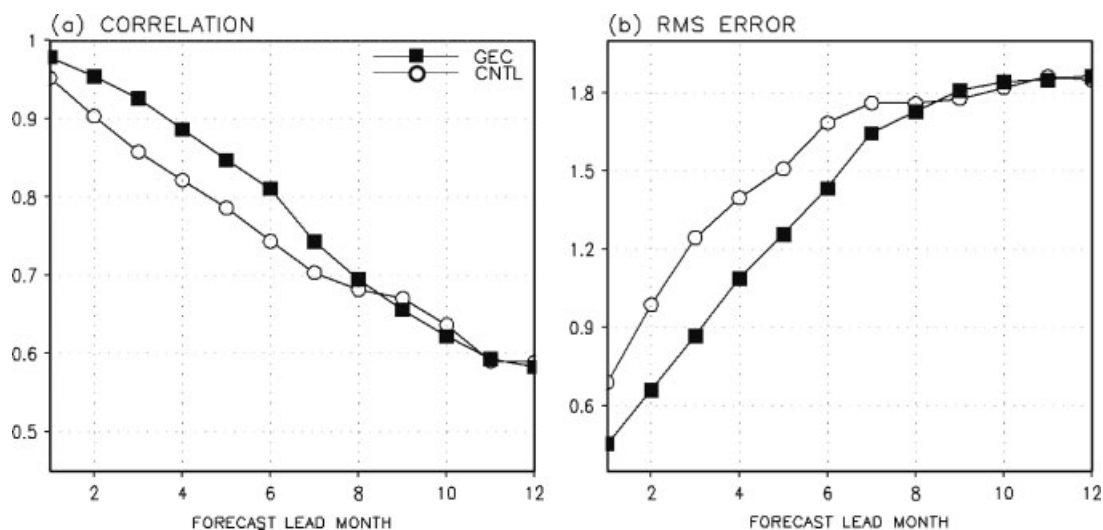 (a) CORRELATION
1
0.9
0.8
0.7
0.6
0.5
2 4 6 8 10 12
FORECAST LEAD MONTH
GEC
CNTL
(b) RMS ERROR
1.8
1.5
1.2
0.9
0.6
2 4 6 8 10 12
FORECAST LEAD MONTH